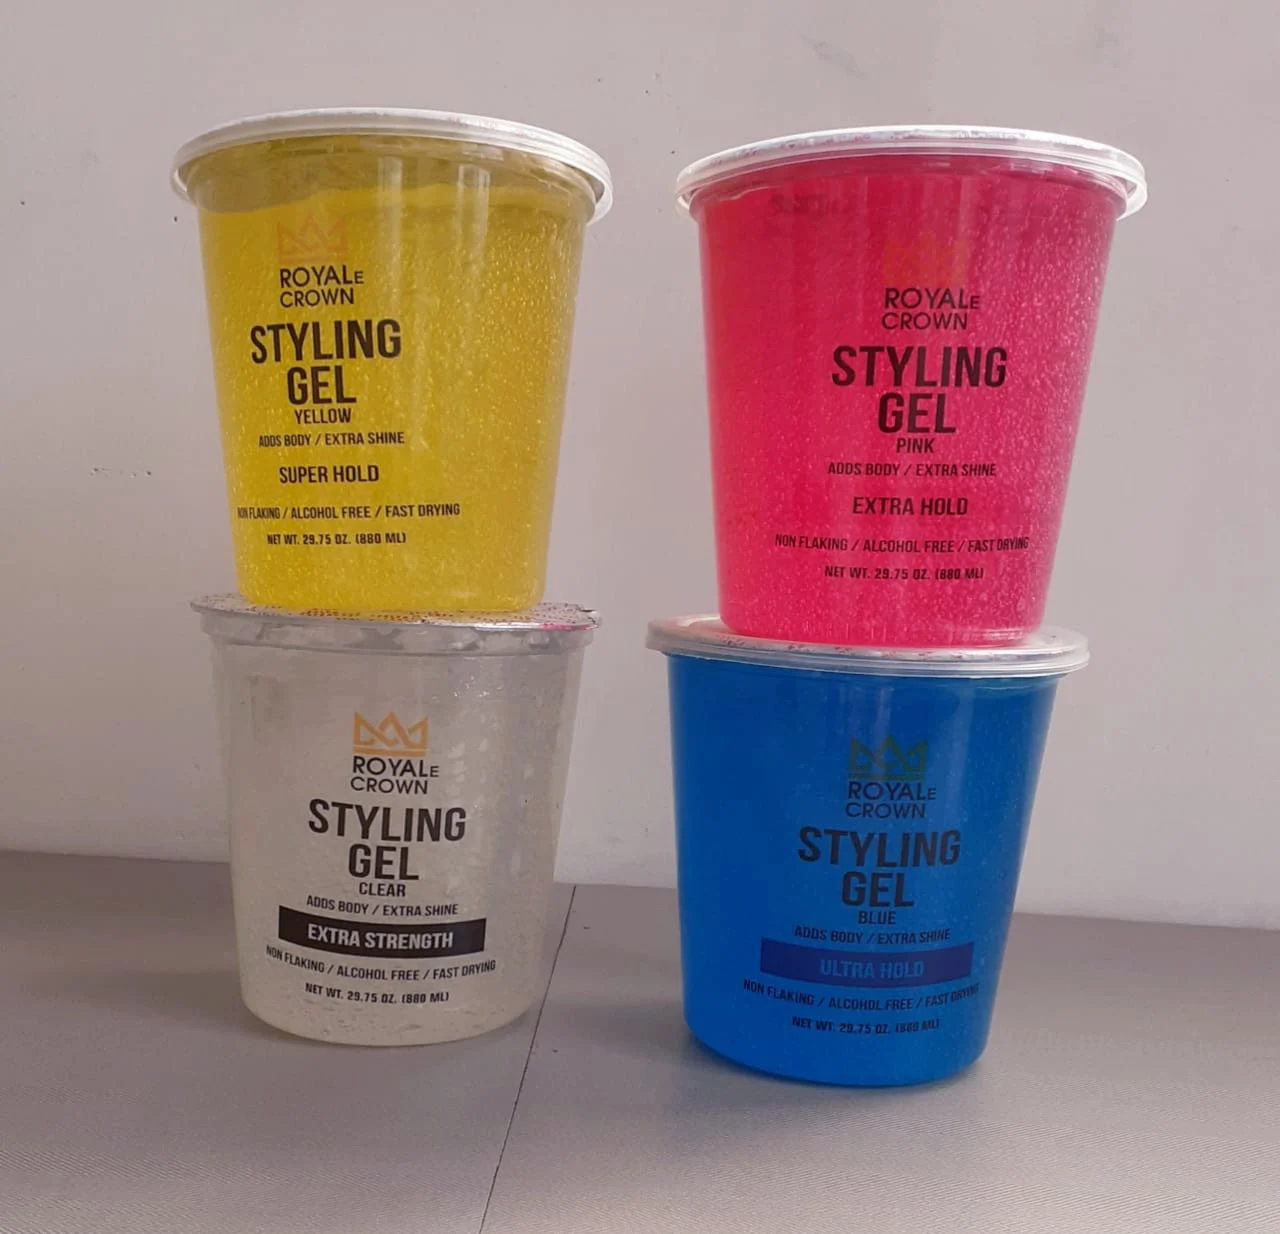 ROYALE
CROWN
STYLING
GEL
YELLOW
ADDS BODY / EXTRA SHINE
SUPER HOLD
NON FLAKING / ALCOHOL FREE / FAST DRYING
NET WT. 29.75 OZ. (880 ML)
ROYALE
CROWN
STYLING
GEL
PINK
ADDS BODY / EXTRA SHINE
EXTRA HOLD
NON FLAKING / ALCOHOL FREE / FAST DRYING
NET WT. 29.75 OZ. (880 ML)
ROYALE
CROWN
STYLING
GEL
CLEAR
ADDS BODY / EXTRA SHINE
EXTRA STRENGTH
NON FLAKING / ALCOHOL FREE / FAST DRYING
NET WT. 29.75 OZ. (880 ML)
ROYALE
CROWN
STYLING
GEL
BLUE
ADDS BODY / EXTRA SHINE
ULTRA HOLD
NON FLAKING / ALCOHOL FREE / FAST DRYING
NET WT. 29.75 OZ. (880 ML)